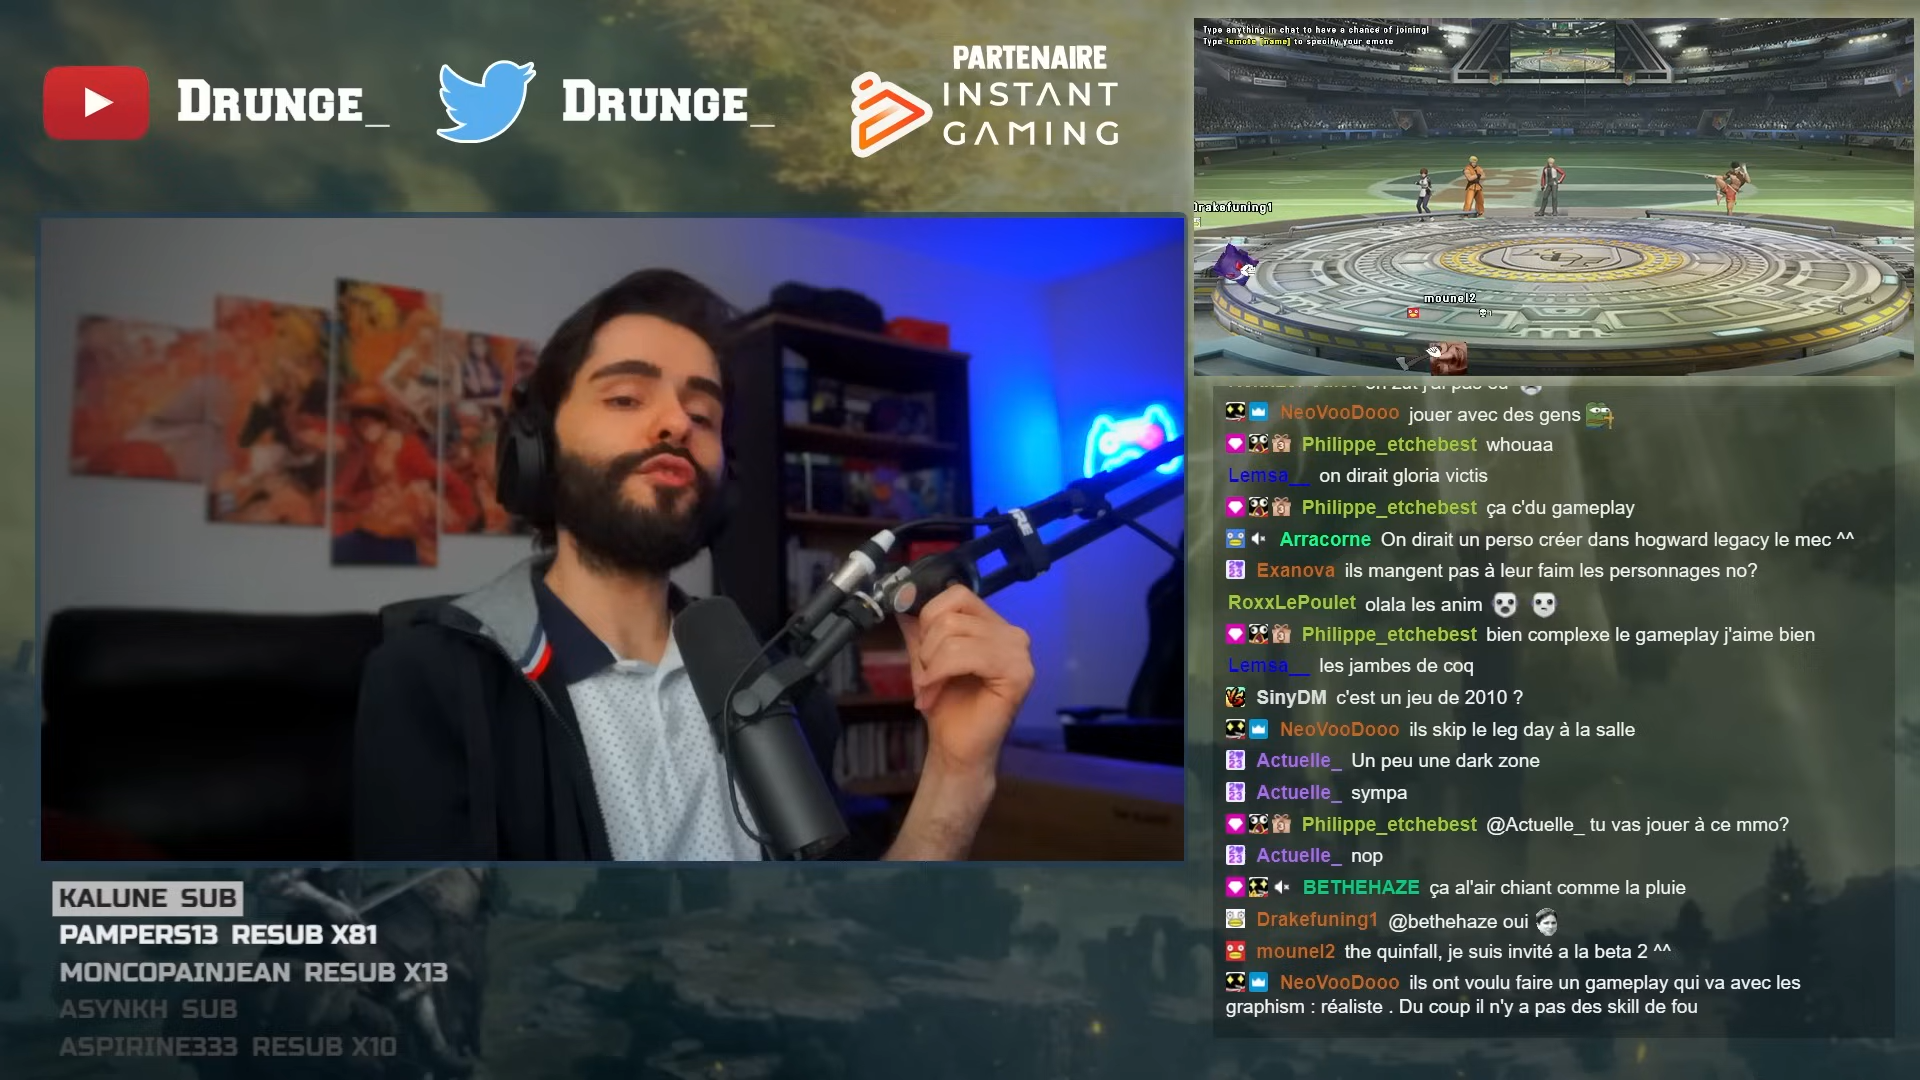 Drunge_
Drunge_
PARTENAIRE
INSTANT
GAMING
Type anything in chat to have a chance of joining!
Type !emote [name] to specify your emote
Drakefuning1
mounel2
NeoVooDooo jouer avec des gens
Philippe_etchebest whouaa
Lemsa__ on dirait gloria victis
Philippe_etchebest ça c'du gameplay
Arracorne On dirait un perso créer dans hogward legacy le mec ^^
Exanova ils mangent pas à leur faim les personnages no?
RoxxLePoulet olala les anim
Philippe_etchebest bien complexe le gameplay j'aime bien
Lemsa__ les jambes de coq
SinyDM c'est un jeu de 2010 ?
NeoVooDooo ils skip le leg day à la salle
Actuelle_ Un peu une dark zone
Actuelle_ sympa
Philippe_etchebest @Actuelle_ tu vas jouer à ce mmo?
Actuelle_ nop
BETHEHAZE ça al'air chiant comme la pluie
Drakefuning1 @bethehaze oui
mounel2 the quinfall, je suis invité a la beta 2 ^^
NeoVooDooo ils ont voulu faire un gameplay qui va avec les
graphism : réaliste . Du coup il n'y a pas des skill de fou
KALUNE SUB
PAMPERS13 RESUB X81
MONCOPAINJEAN RESUB X13
ASYNKH SUB
ASPIRINE333 RESUB X10